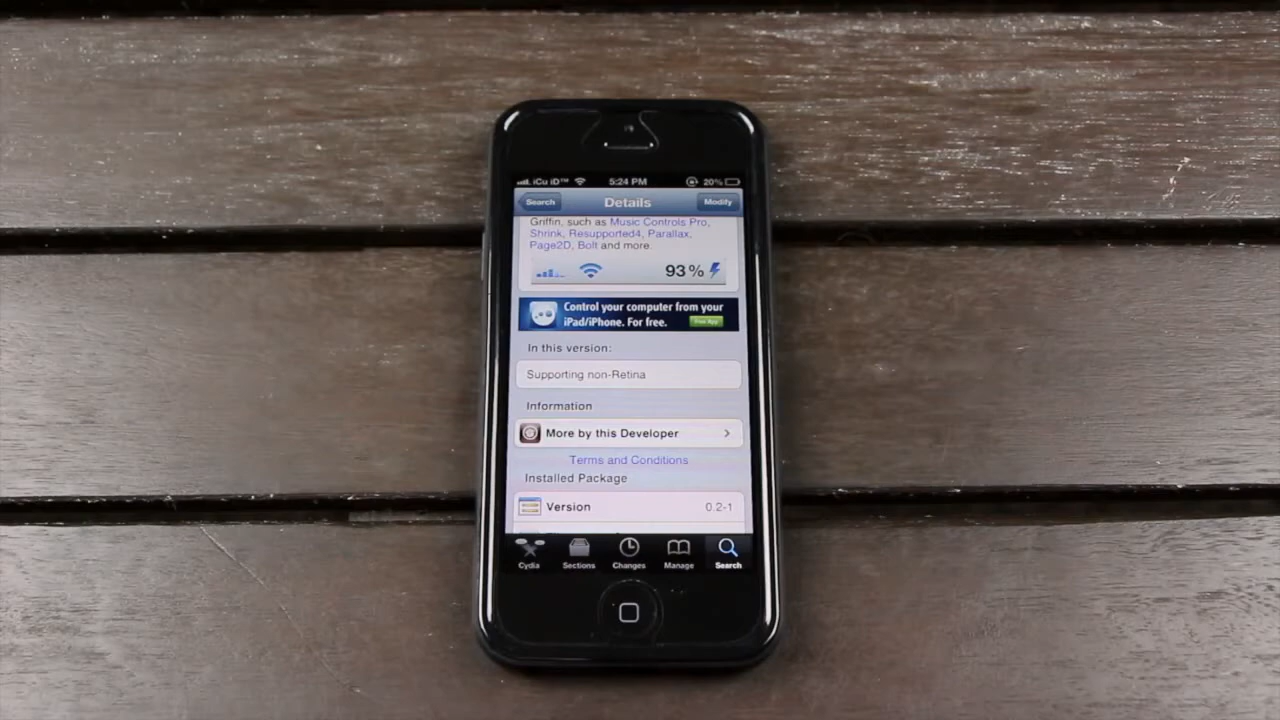 iCu iD™ 5:24 PM 20%
Search Details Modify
Griffin, such as Music Controls Pro,
Shrink, Resupported4, Parallax,
Page2D, Bolt and more.
93%
Control your computer from your
iPad/iPhone. For free. Free App
In this version:
Supporting non-Retina
Information
More by this Developer
Terms and Conditions
Installed Package
Version 0.2-1
Cydia Sections Changes Manage Search